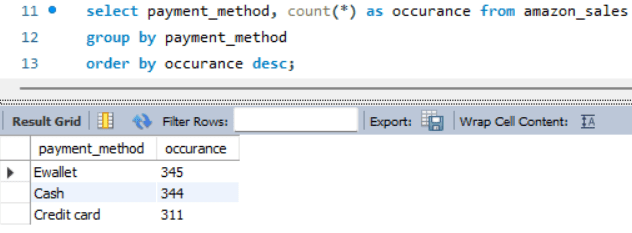 11 select payment_method, count(*) as occurance from amazon_sales
12 group by payment_method
13 order by occurance desc;
Result Grid Filter Rows: Export: Wrap Cell Content: IA
payment_method occurance
Ewallet 345
Cash 344
Credit card 311